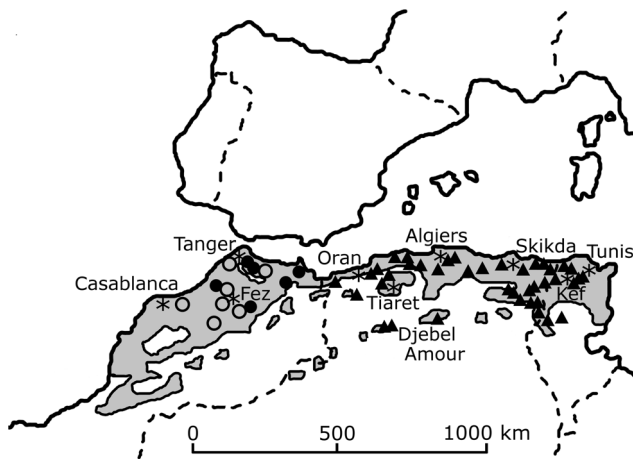 Algiers
Tanger
Oran
Skikda
Tunis
Casablanca
Fez
Kef
Tiaret
Djebel
Amour
0 500 1000 km